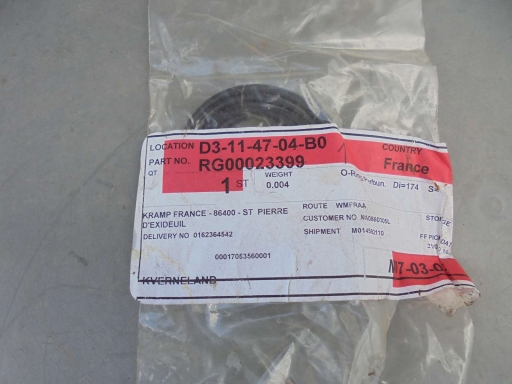 LOCATION D3-11-47-04-B0
PART NO. RG00023399
QT 1 ST
WEIGHT
0.004
COUNTRY
France
Di=174
KRAMP FRANCE - 86400 - ST PIERRE
D'EXIDEUIL
DELIVERY NO 0162364542
ROUTE WMFRAA
CUSTOMER NO.
SHIPMENT
00017053560001
KVERNELAND